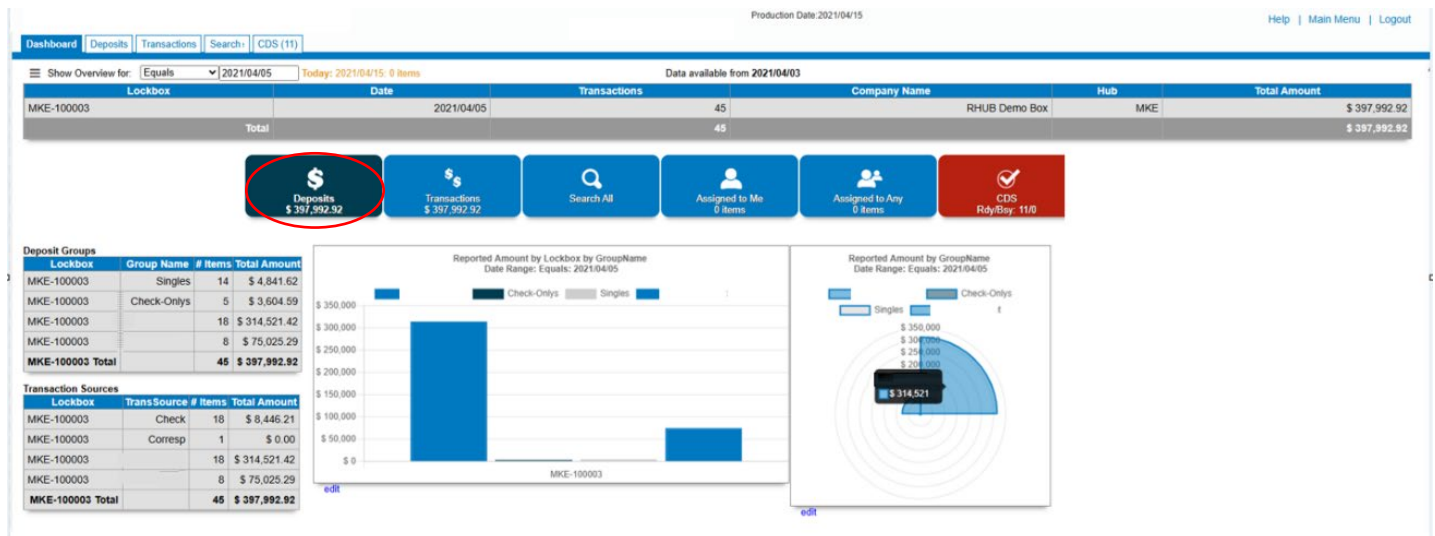 Production Date:2021/04/15
Help | Main Menu | Logout
Dashboard Deposits Transactions Search› CDS (11)
Show Overview for: Equals 2021/04/05 Today: 2021/04/15: 0 items Data available from 2021/04/03
Lockbox Date Transactions Company Name Hub Total Amount
MKE-100003 2021/04/05 45 RHUB Demo Box MKE $ 397,992.92
Total 45 $ 397,992.92
Deposits
$ 397,992.92
Transactions
$ 397,992.92
Search All
Assigned to Me
0 items
Assigned to Any
0 items
CDS
Rdy/Bsy: 11/0
Deposit Groups
Lockbox Group Name # Items Total Amount
MKE-100003 Singles 14 $ 4,841.62
MKE-100003 Check-Onlys 5 $ 3,604.59
MKE-100003 18 $ 314,521.42
MKE-100003 8 $ 75,025.29
MKE-100003 Total 45 $ 397,992.92
Transaction Sources
Lockbox TransSource # Items Total Amount
MKE-100003 Check 18 $ 8,446.21
MKE-100003 Corresp 1 $ 0.00
MKE-100003 18 $ 314,521.42
MKE-100003 8 $ 75,025.29
MKE-100003 Total 45 $ 397,992.92
Reported Amount by Lockbox by GroupName
Date Range: Equals: 2021/04/05
Check-Onlys Singles
$ 350,000
$ 300,000
$ 250,000
$ 200,000
$ 150,000
$ 100,000
$ 50,000
$ 0
MKE-100003
edit
Reported Amount by GroupName
Date Range: Equals: 2021/04/05
Check-Onlys
Singles
$ 350,000
$ 300,000
$ 250,000
$ 200,000
$ 314,521
edit